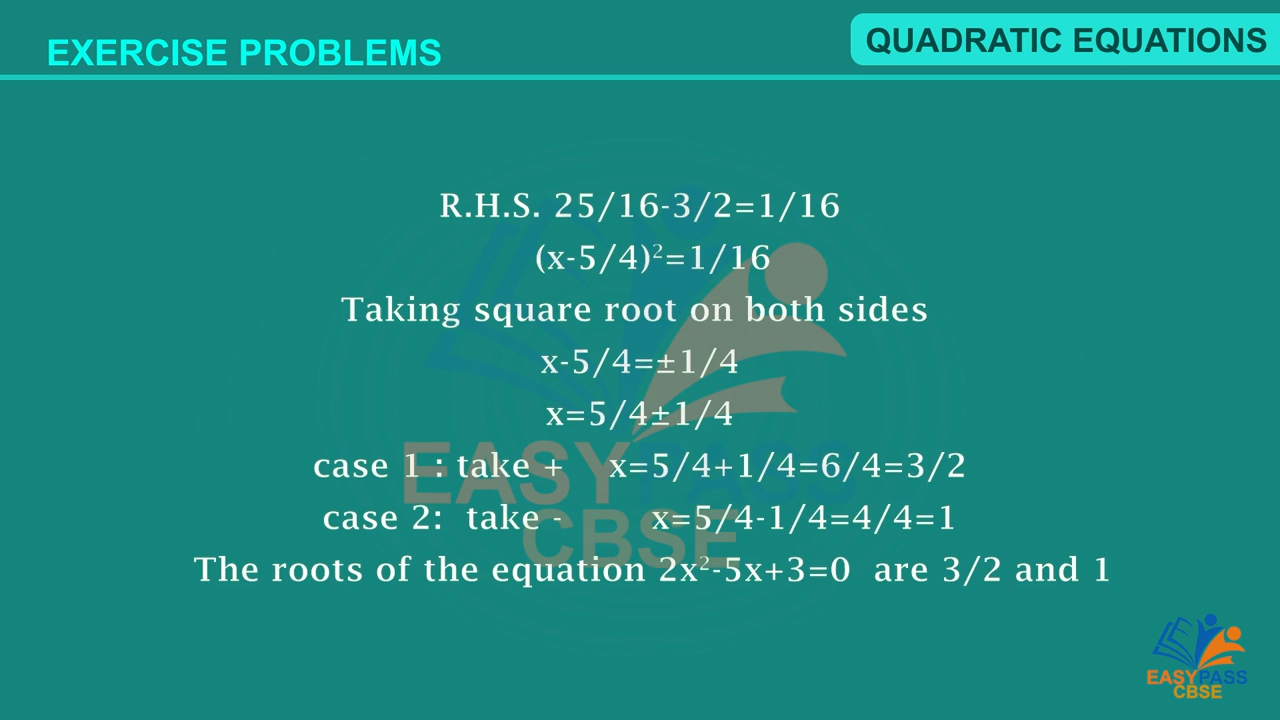 EXERCISE PROBLEMS
QUADRATIC EQUATIONS
R.H.S. 25/16-3/2=1/16
(x-5/4)²=1/16
Taking square root on both sides
x-5/4=±1/4
x=5/4±1/4
case 1 : take + x=5/4+1/4=6/4=3/2
case 2: take - x=5/4-1/4=4/4=1
The roots of the equation 2x²-5x+3=0 are 3/2 and 1
EASYPASS
CBSE
EASYPASS
CBSE